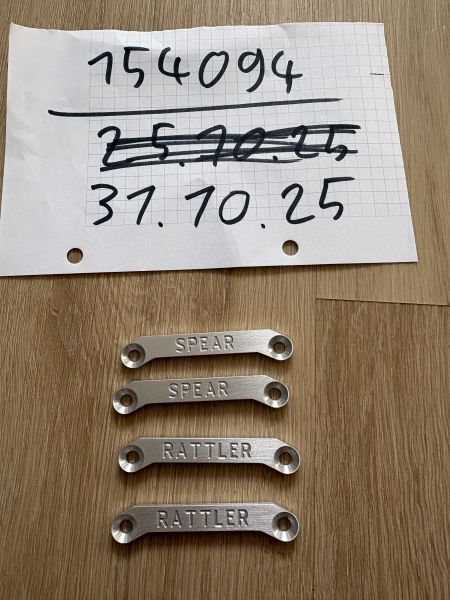 154094
25.10.25
31.10.25
SPEAR
SPEAR
RATTLER
RATTLER